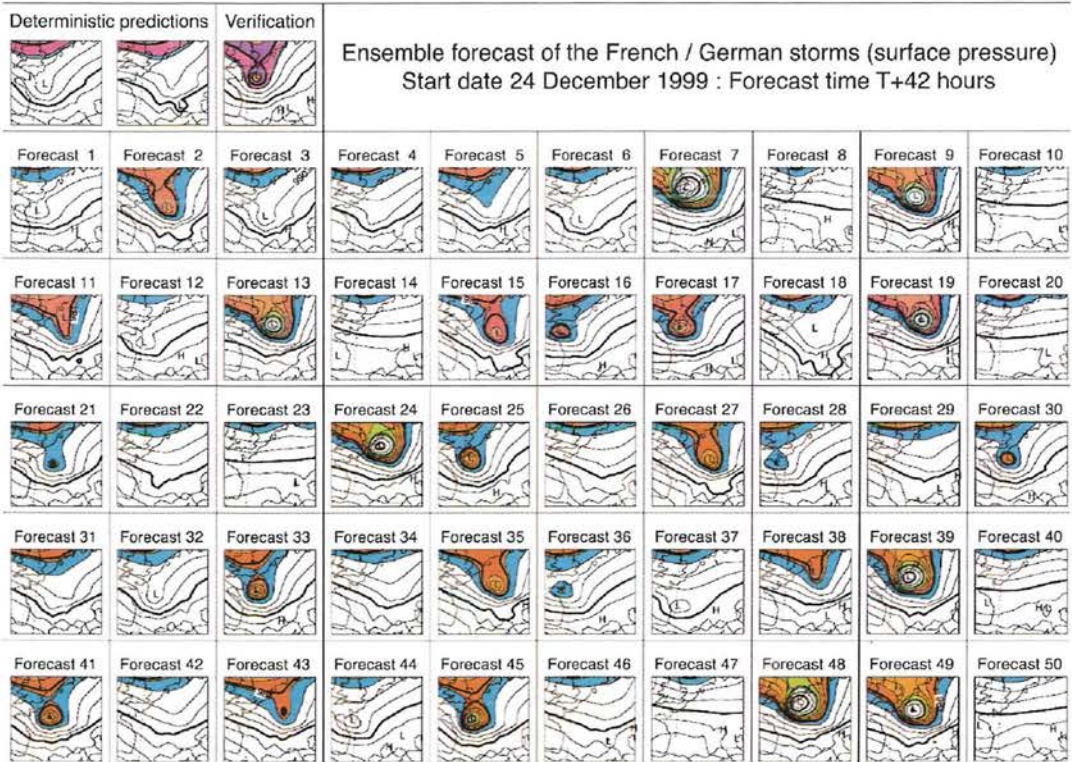 Deterministic predictions
Verification
Ensemble forecast of the French / German storms (surface pressure)
Start date 24 December 1999 : Forecast time T+42 hours
Forecast 1 Forecast 2 Forecast 3 Forecast 4 Forecast 5 Forecast 6 Forecast 7 Forecast 8 Forecast 9 Forecast 10
Forecast 11 Forecast 12 Forecast 13 Forecast 14 Forecast 15 Forecast 16 Forecast 17 Forecast 18 Forecast 19 Forecast 20
Forecast 21 Forecast 22 Forecast 23 Forecast 24 Forecast 25 Forecast 26 Forecast 27 Forecast 28 Forecast 29 Forecast 30
Forecast 31 Forecast 32 Forecast 33 Forecast 34 Forecast 35 Forecast 36 Forecast 37 Forecast 38 Forecast 39 Forecast 40
Forecast 41 Forecast 42 Forecast 43 Forecast 44 Forecast 45 Forecast 46 Forecast 47 Forecast 48 Forecast 49 Forecast 50